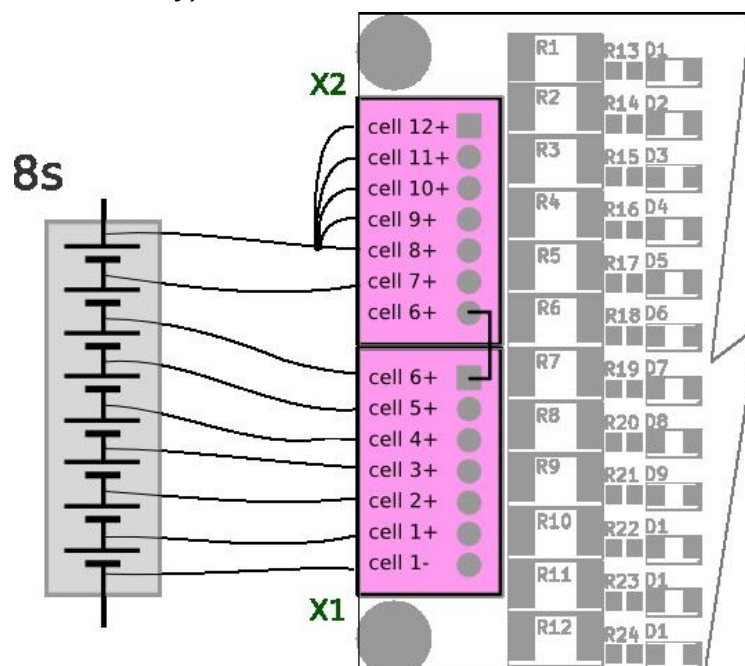 X2
8s
cell 12+
cell 11+
cell 10+
cell 9+
cell 8+
cell 7+
cell 6+
cell 6+
cell 5+
cell 4+
cell 3+
cell 2+
cell 1+
cell 1-
X1
R1 R13 D1
R2 R14 D2
R3 R15 D3
R4 R16 D4
R5 R17 D5
R6 R18 D6
R7 R19 D7
R8 R20 D8
R9 R21 D9
R10 R22 D1
R11 R23 D1
R12 R24 D1